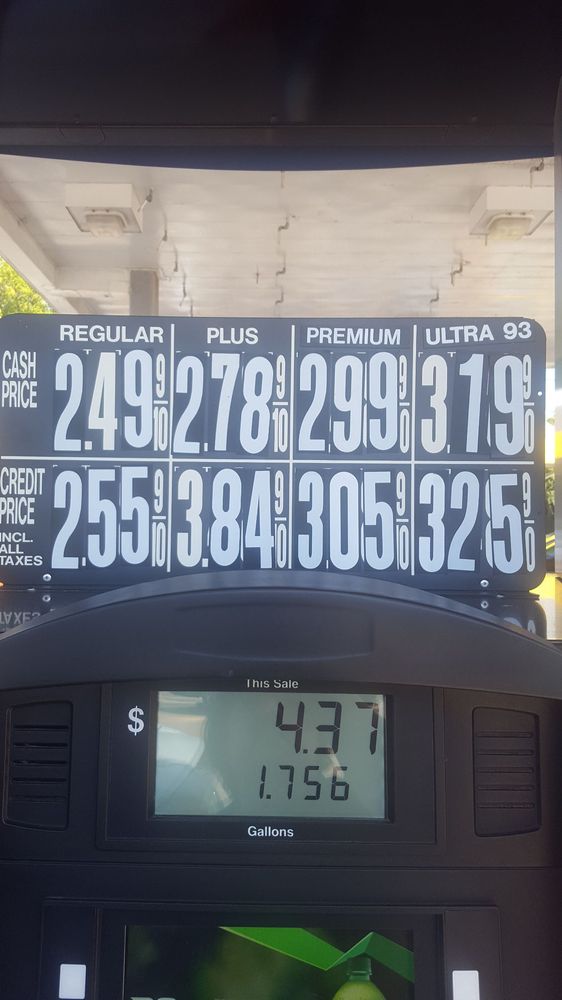 REGULAR PLUS PREMIUM ULTRA 93
CASH PRICE 2.49 9/10 2.78 9/10 2.99 9/10 3.19 9/10
CREDIT PRICE INCL. ALL TAXES 2.55 9/10 3.84 9/10 3.05 9/10 3.25 9/10
This Sale
$ 4.37
1.756
Gallons